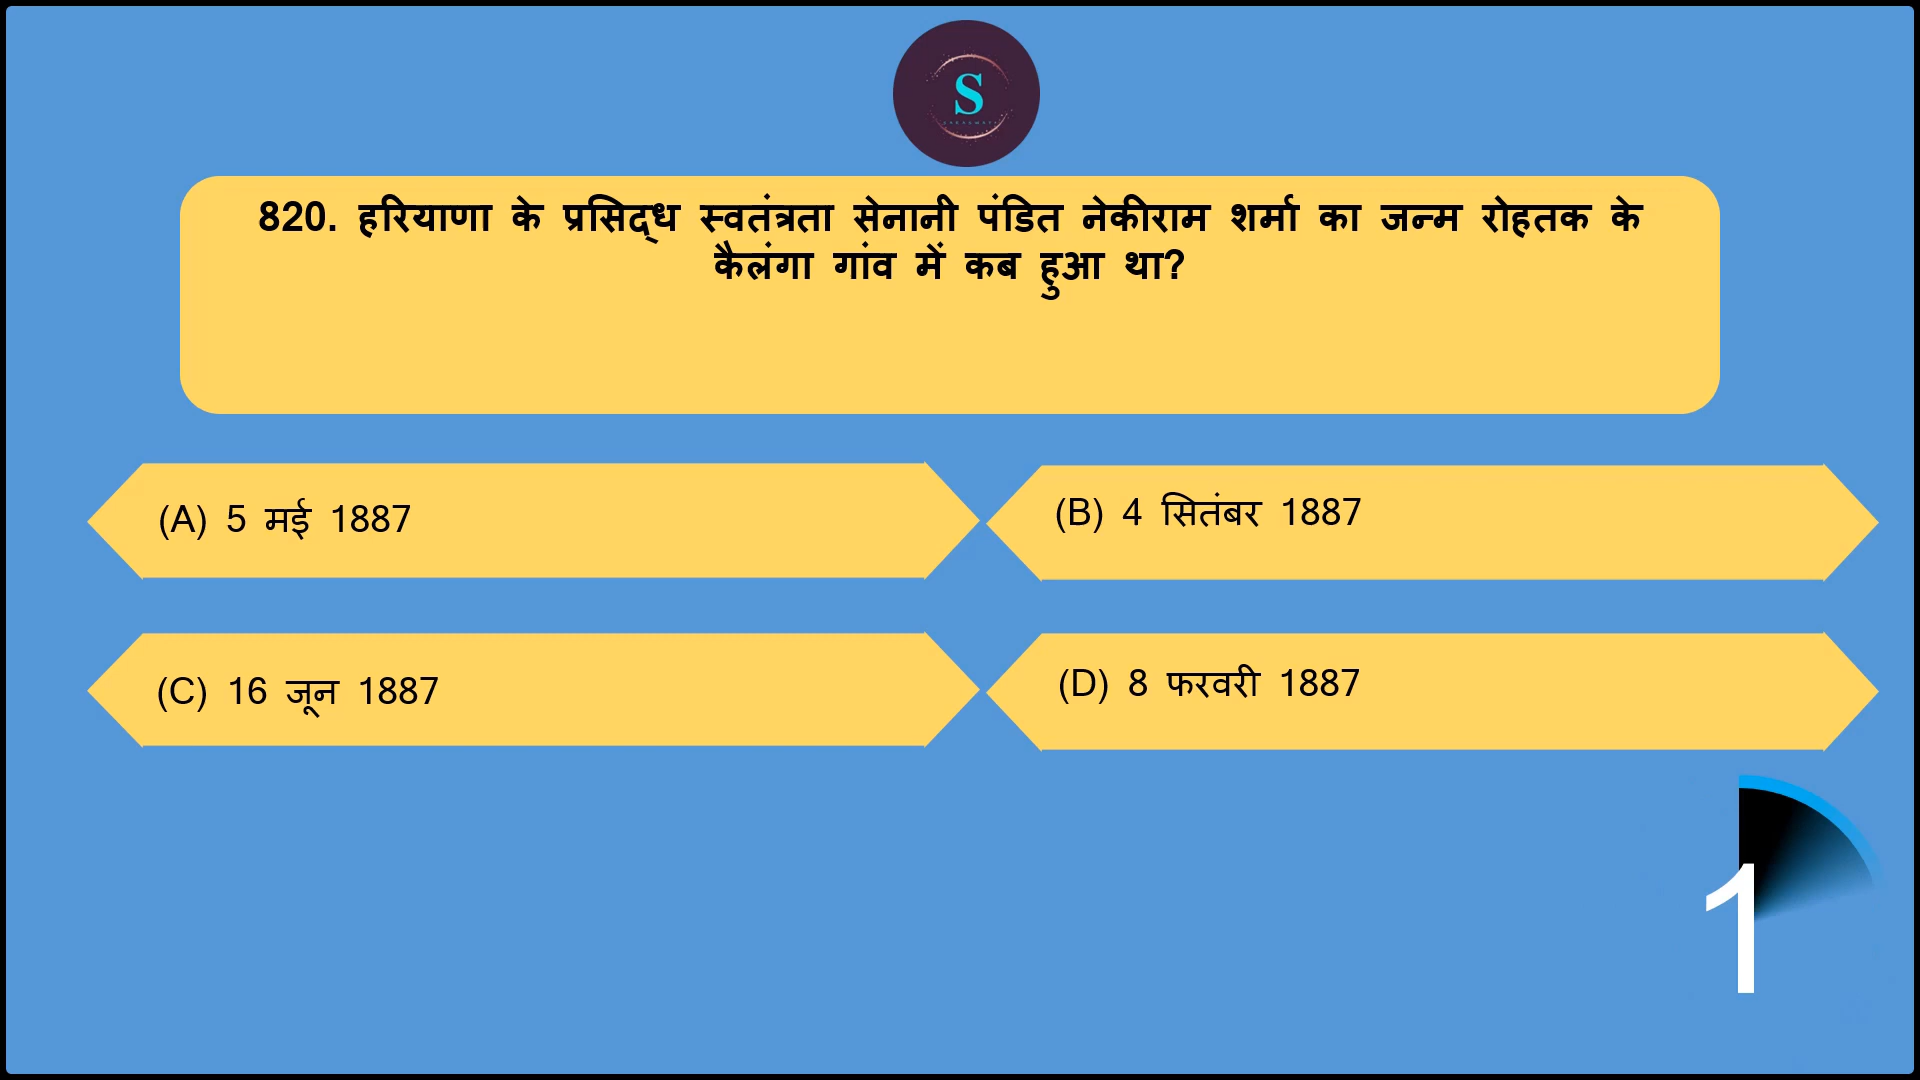 S
820. हरियाणा के प्रसिद्ध स्वतंत्रता सेनानी पंडित नेकीराम शर्मा का जन्म रोहतक के
कैलंगा गांव में कब हुआ था?
(A) 5 मई 1887
(B) 4 सितंबर 1887
(C) 16 जून 1887
(D) 8 फरवरी 1887
1